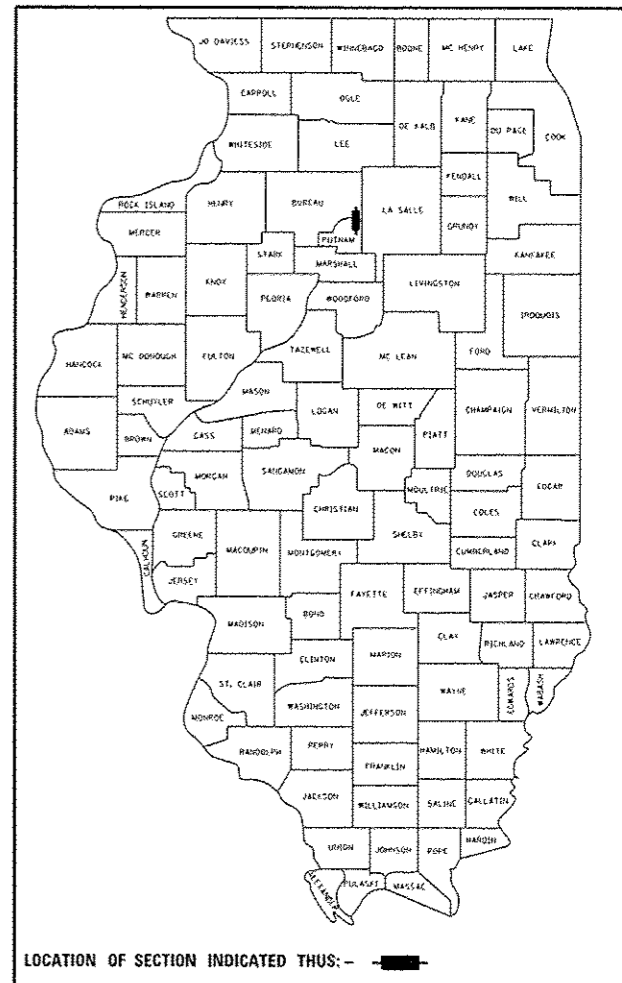 JO DAVIESS STEPHENSON WINNEBAGO BOONE MC HENRY LAKE
CARROLL OGLE DE KALB KANE DU PAGE COOK
WHITESIDE LEE
KENDALL
ROCK ISLAND HENRY BUREAU LA SALLE WILL
GRUNDY
MERCER PUTNAM
STARK KANKAKEE
HENDERSON WARREN KNOX MARSHALL LIVINGSTON
PEORIA WOODFORD
IROQUOIS
FULTON TAZEWELL MC LEAN FORD
HANCOCK MC DONOUGH
MASON
SCHUYLER LOGAN DE WITT CHAMPAIGN VERMILION
ADAMS BROWN CASS MENARD PIATT
MACON
MORGAN SANGAMON DOUGLAS
PIKE SCOTT MOULTRIE EDGAR
CHRISTIAN COLES
GREENE SHELBY
CALHOUN MACOUPIN MONTGOMERY CUMBERLAND CLARK
JERSEY
FAYETTE EFFINGHAM JASPER CRAWFORD
BOND
MADISON CLAY
RICHLAND LAWRENCE
CLINTON MARION
ST. CLAIR WAYNE EDWARDS WABASH
WASHINGTON JEFFERSON
MONROE
RANDOLPH PERRY HAMILTON WHITE
FRANKLIN
JACKSON WILLIAMSON SALINE GALLATIN
HARDIN
UNION JOHNSON POPE
ALEXANDER PULASKI MASSAC
LOCATION OF SECTION INDICATED THUS: -